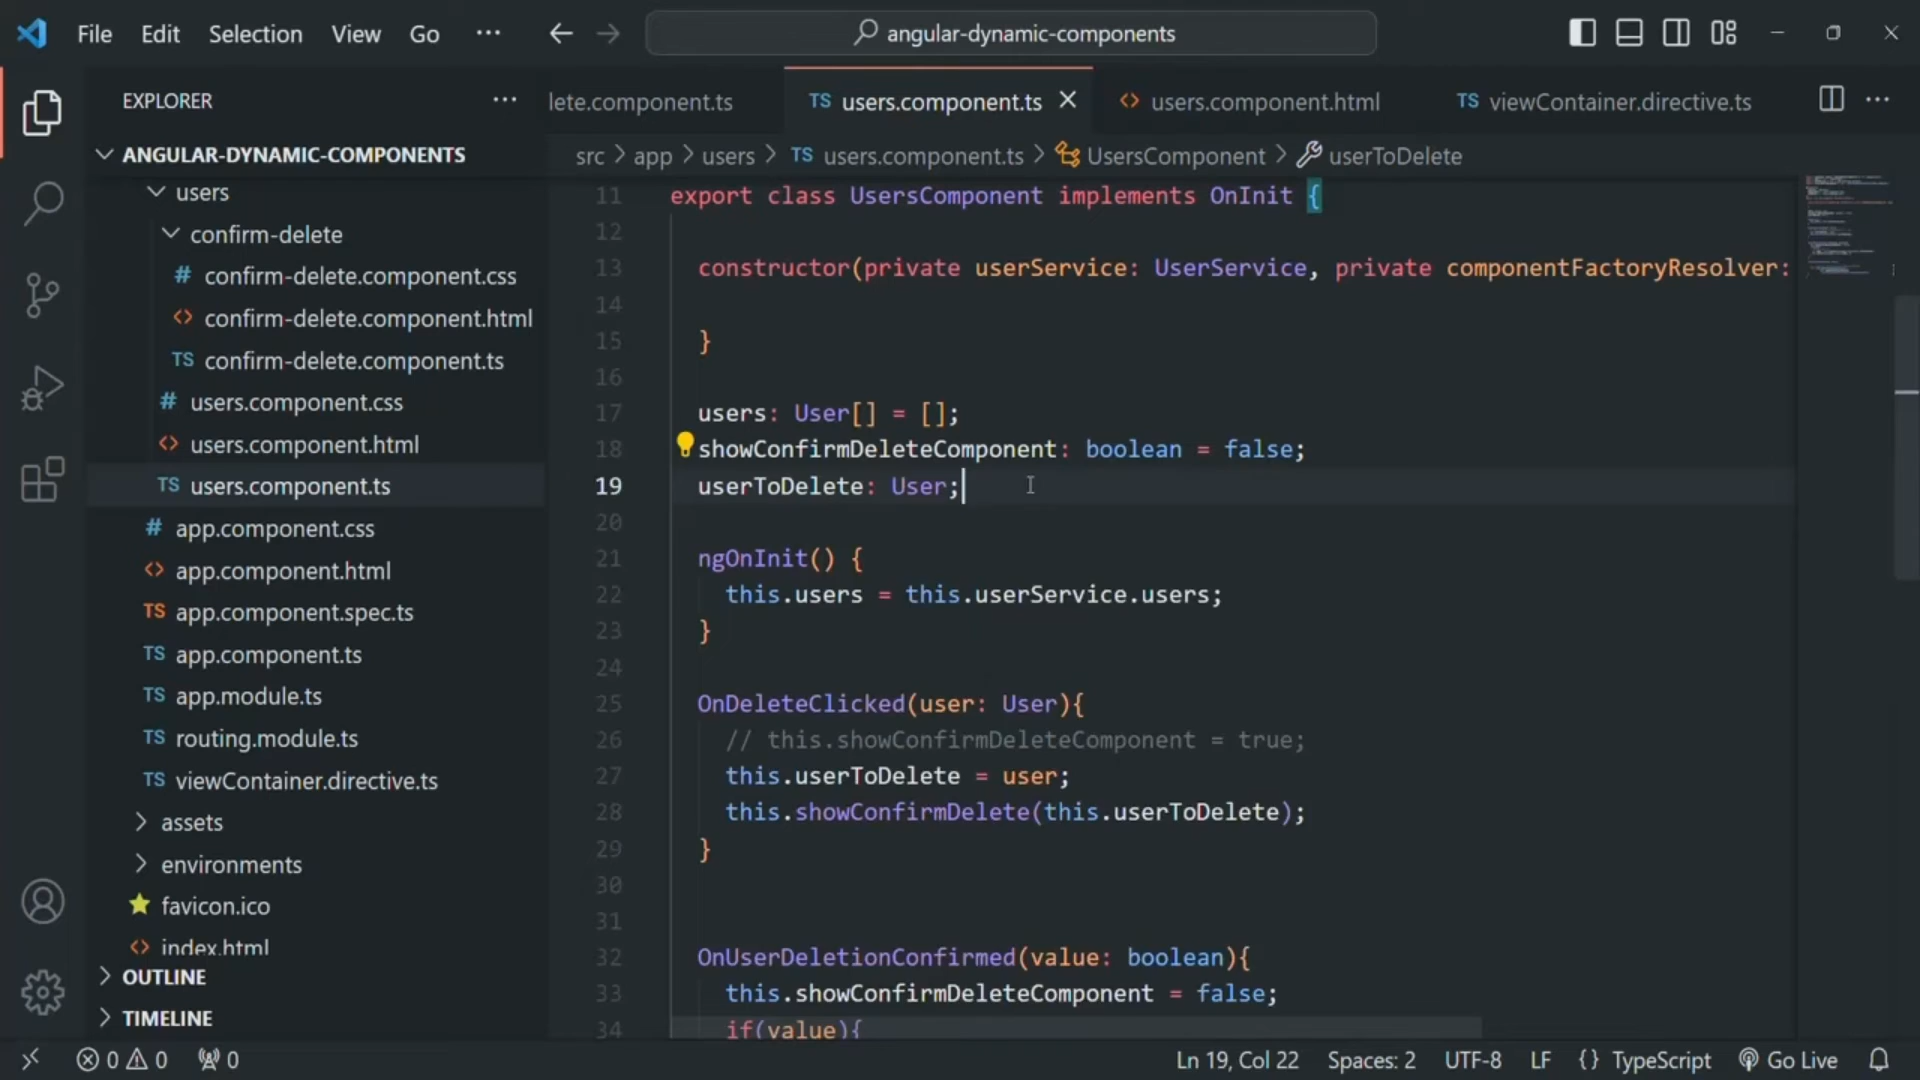 File Edit Selection View Go ··· angular-dynamic-components
EXPLORER ···
lete.component.ts
TS users.component.ts
<> users.component.html
TS viewContainer.directive.ts
ANGULAR-DYNAMIC-COMPONENTS
src > app > users > TS users.component.ts > UsersComponent > userToDelete
users
confirm-delete
# confirm-delete.component.css
<> confirm-delete.component.html
TS confirm-delete.component.ts
# users.component.css
<> users.component.html
TS users.component.ts
# app.component.css
<> app.component.html
TS app.component.spec.ts
TS app.component.ts
TS app.module.ts
TS routing.module.ts
TS viewContainer.directive.ts
assets
environments
favicon.ico
<> index.html
OUTLINE
TIMELINE
11 export class UsersComponent implements OnInit {
12
13 constructor(private userService: UserService, private componentFactoryResolver:
14
15 }
16
17 users: User[] = [];
18 showConfirmDeleteComponent: boolean = false;
19 userToDelete: User;
20
21 ngOnInit() {
22 this.users = this.userService.users;
23 }
24
25 OnDeleteClicked(user: User){
26 // this.showConfirmDeleteComponent = true;
27 this.userToDelete = user;
28 this.showConfirmDelete(this.userToDelete);
29 }
30
31
32 OnUserDeletionConfirmed(value: boolean){
33 this.showConfirmDeleteComponent = false;
34 if(value){
0 0 0 Ln 19, Col 22 Spaces: 2 UTF-8 LF {} TypeScript Go Live